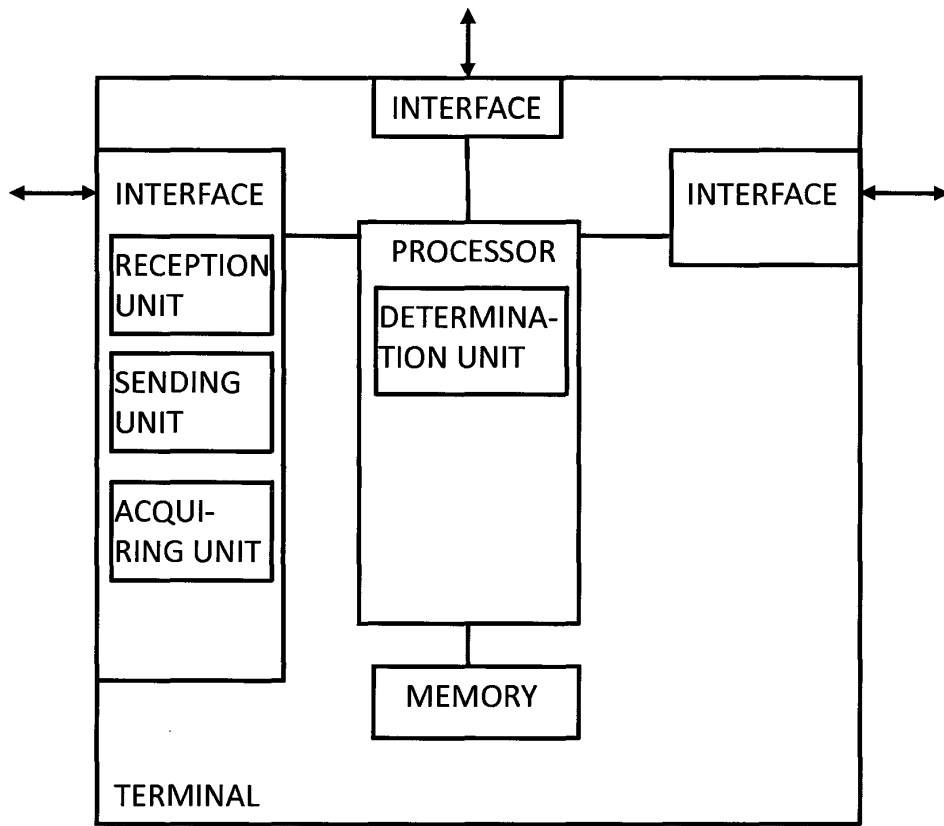 INTERFACE
INTERFACE
RECEPTION
UNIT
SENDING
UNIT
ACQUI-
RING UNIT
PROCESSOR
DETERMINA-
TION UNIT
INTERFACE
MEMORY
TERMINAL